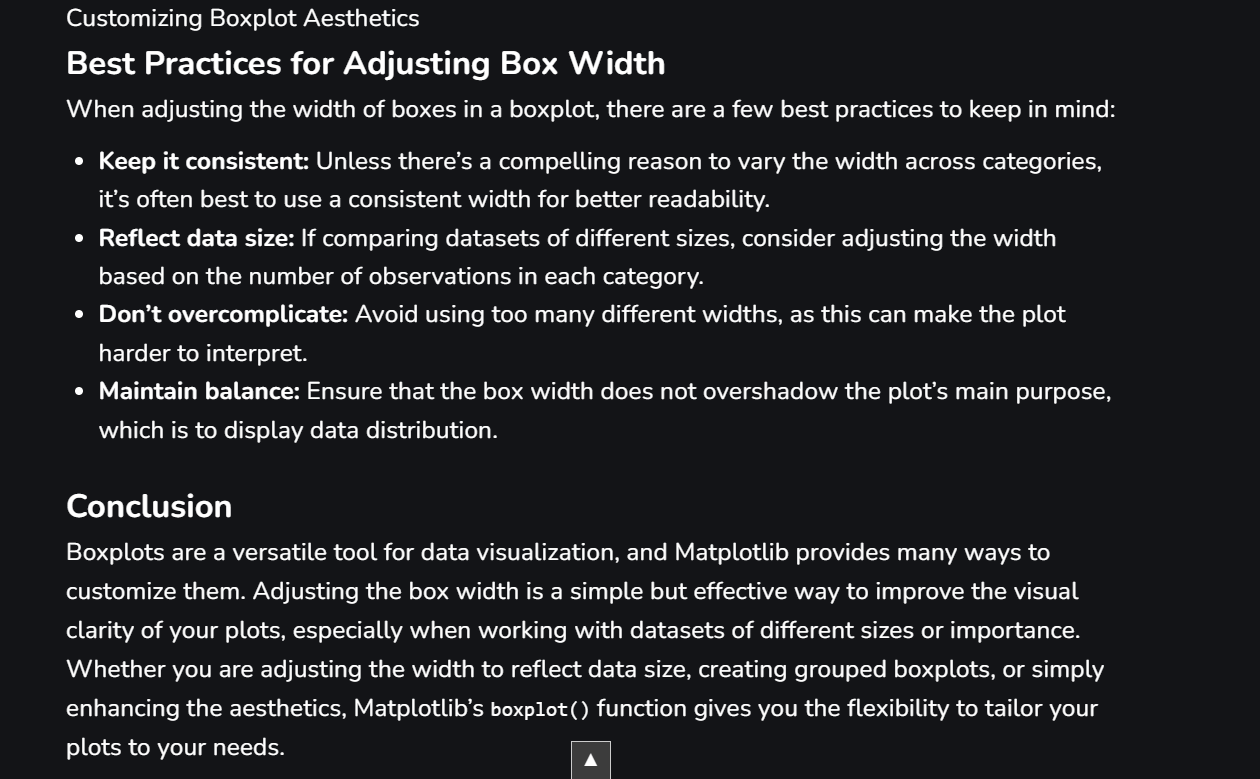 Customizing Boxplot Aesthetics
Best Practices for Adjusting Box Width
When adjusting the width of boxes in a boxplot, there are a few best practices to keep in mind:
• Keep it consistent: Unless there’s a compelling reason to vary the width across categories,
it’s often best to use a consistent width for better readability.
• Reflect data size: If comparing datasets of different sizes, consider adjusting the width
based on the number of observations in each category.
• Don’t overcomplicate: Avoid using too many different widths, as this can make the plot
harder to interpret.
• Maintain balance: Ensure that the box width does not overshadow the plot’s main purpose,
which is to display data distribution.
Conclusion
Boxplots are a versatile tool for data visualization, and Matplotlib provides many ways to
customize them. Adjusting the box width is a simple but effective way to improve the visual
clarity of your plots, especially when working with datasets of different sizes or importance.
Whether you are adjusting the width to reflect data size, creating grouped boxplots, or simply
enhancing the aesthetics, Matplotlib’s boxplot() function gives you the flexibility to tailor your
plots to your needs.